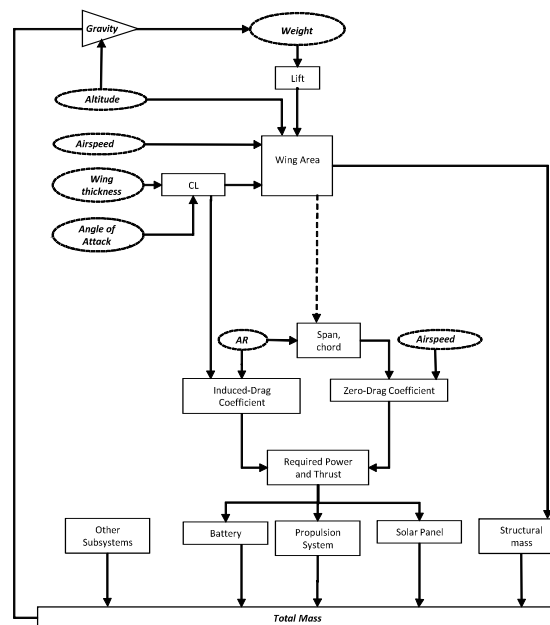 Gravity
Weight
Lift
Altitude
Airspeed
Wing Area
Wing
thickness
CL
Angle of
Attack
AR
Span,
chord
Airspeed
Induced-Drag
Coefficient
Zero-Drag Coefficient
Required Power
and Thrust
Other
Subsystems
Battery
Propulsion
System
Solar Panel
Structural
mass
Total Mass